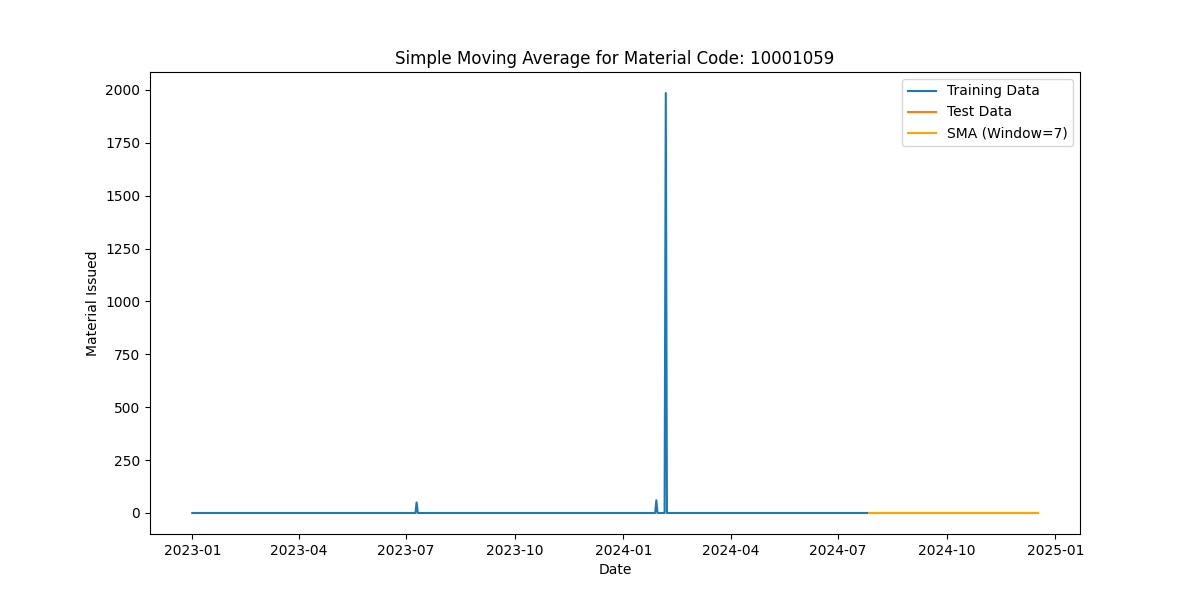 Simple Moving Average for Material Code: 10001059
Training Data
Test Data
SMA (Window=7)
Material Issued
2000
1750
1500
1250
1000
750
500
250
0
2023-01 2023-04 2023-07 2023-10 2024-01 2024-04 2024-07 2024-10 2025-01
Date